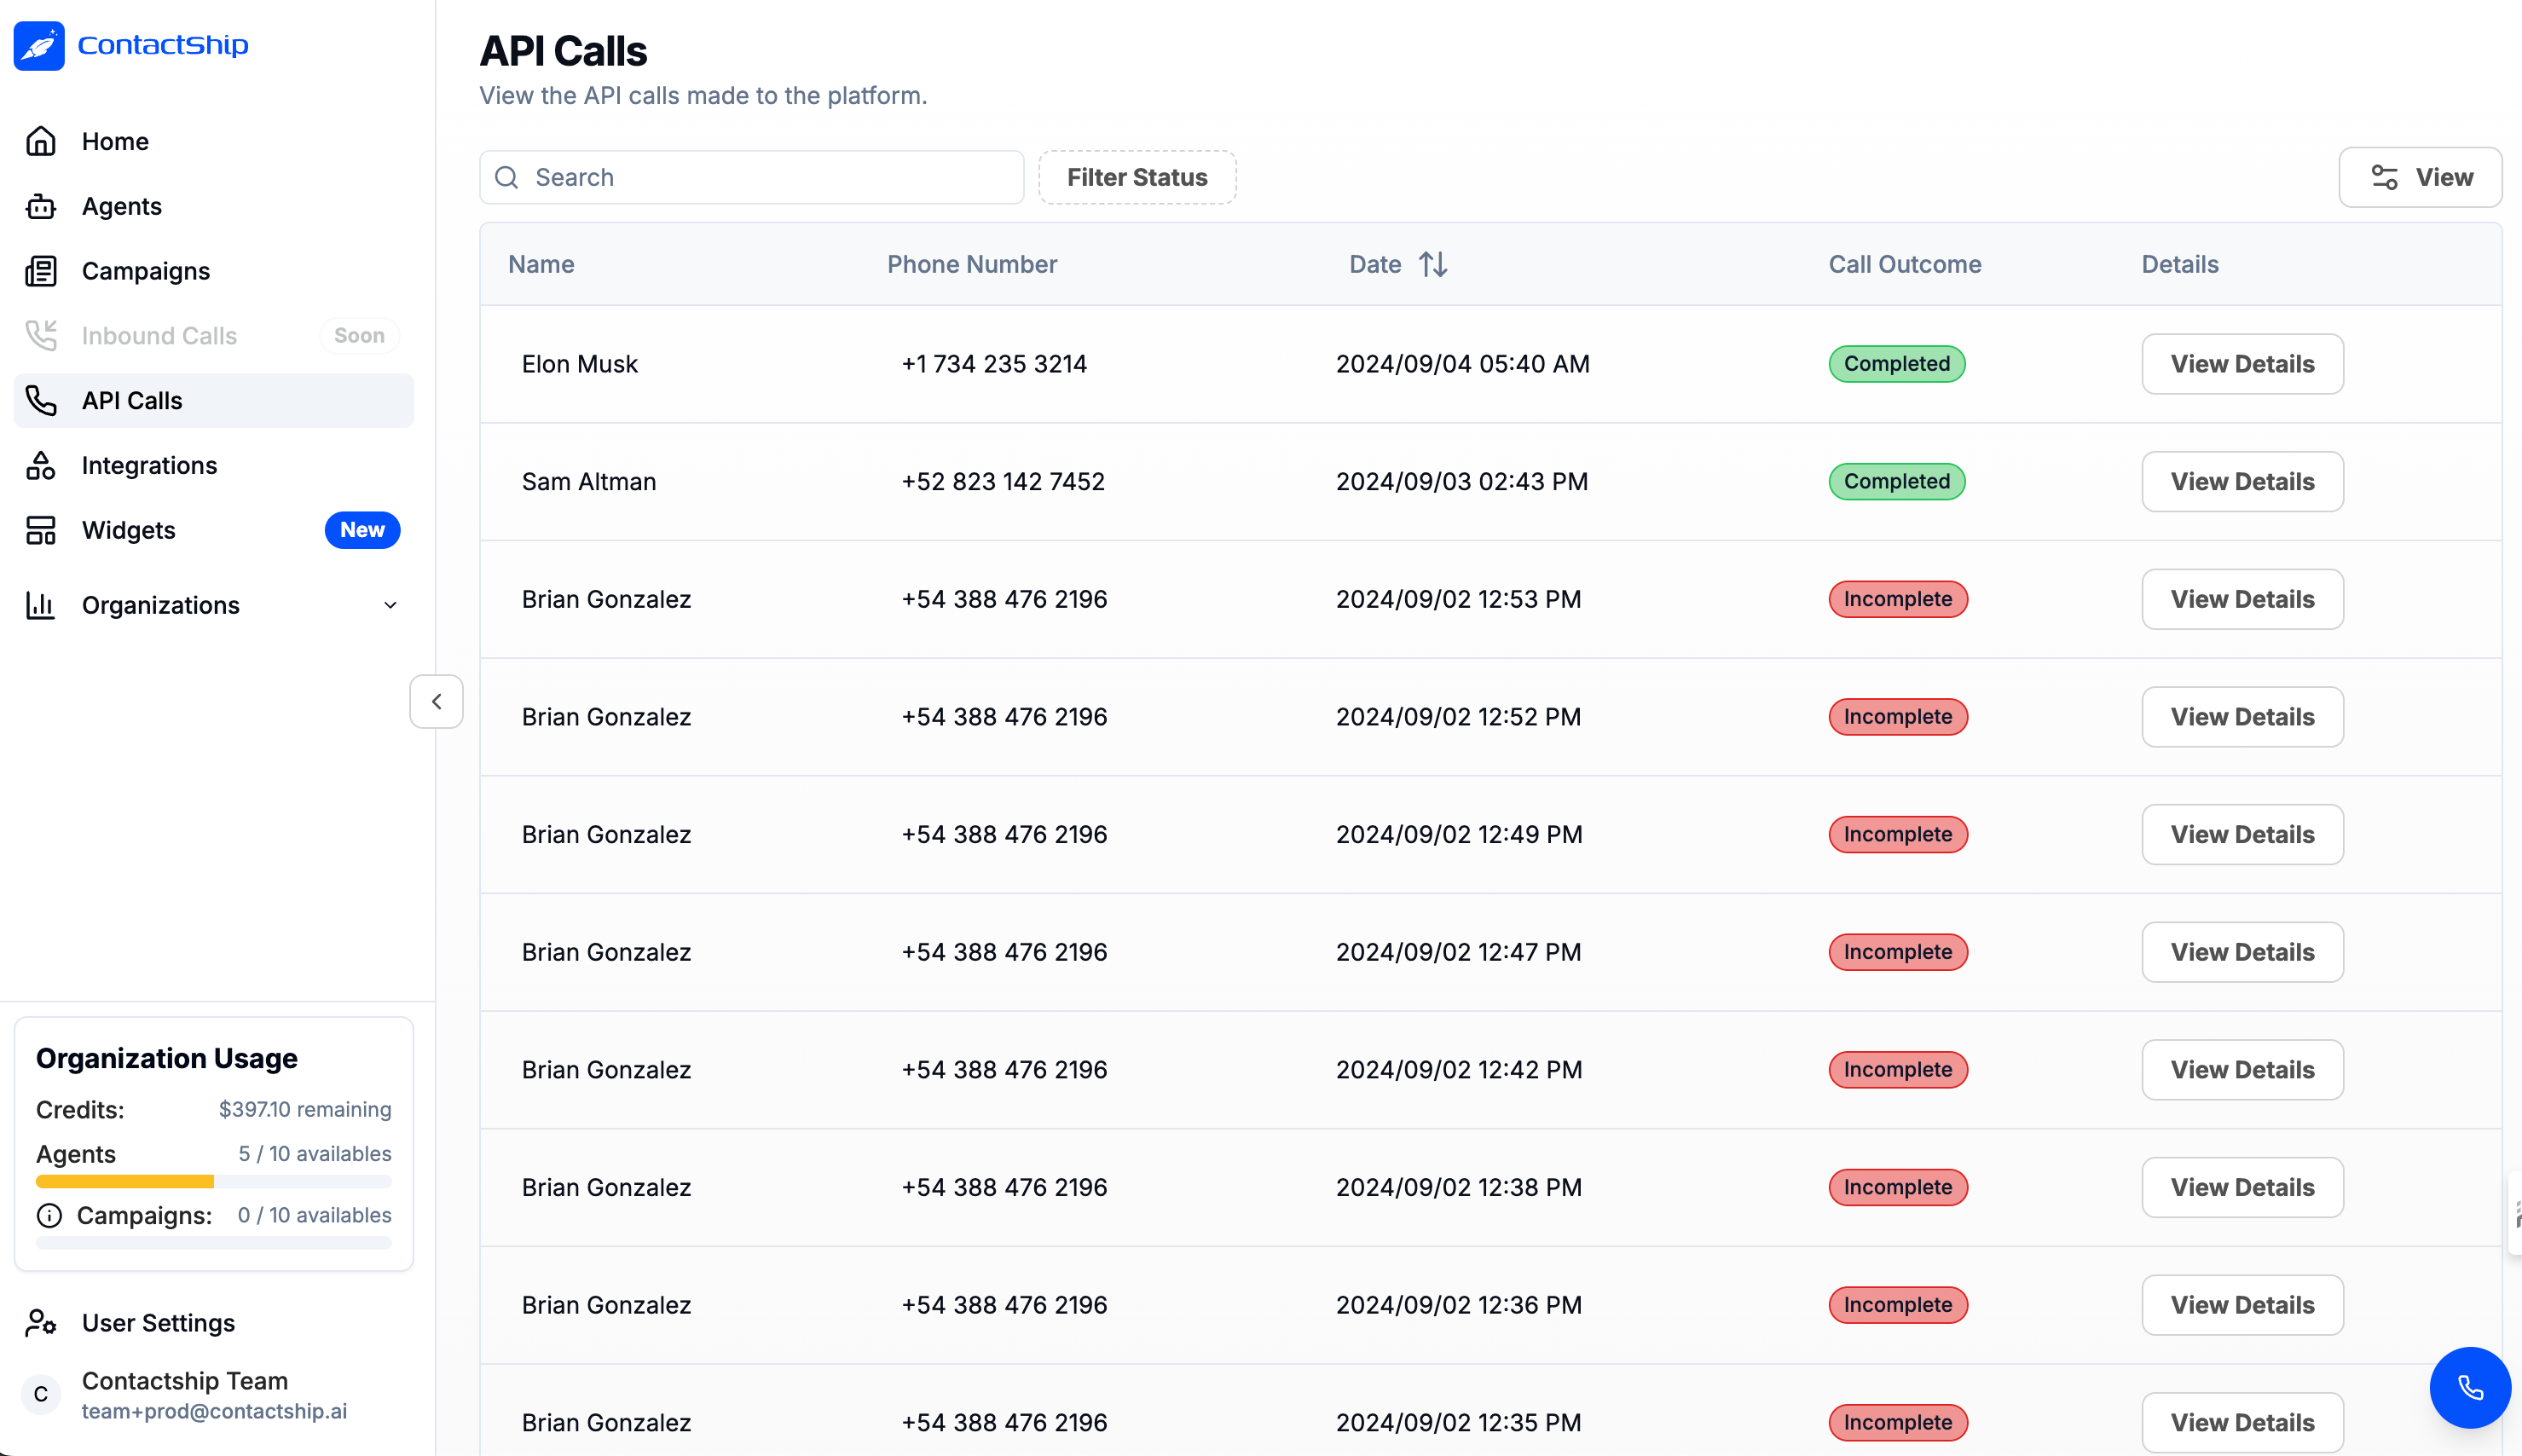 ContactShip
Home
Agents
Campaigns
Inbound Calls Soon
API Calls
Integrations
Widgets New
Organizations
Organization Usage
Credits: $397.10 remaining
Agents 5 / 10 availables
Campaigns: 0 / 10 availables
User Settings
C
Contactship Team
team+prod@contactship.ai
API Calls
View the API calls made to the platform.
Search Filter Status View
Name Phone Number Date Call Outcome Details
Elon Musk +1 734 235 3214 2024/09/04 05:40 AM Completed View Details
Sam Altman +52 823 142 7452 2024/09/03 02:43 PM Completed View Details
Brian Gonzalez +54 388 476 2196 2024/09/02 12:53 PM Incomplete View Details
Brian Gonzalez +54 388 476 2196 2024/09/02 12:52 PM Incomplete View Details
Brian Gonzalez +54 388 476 2196 2024/09/02 12:49 PM Incomplete View Details
Brian Gonzalez +54 388 476 2196 2024/09/02 12:47 PM Incomplete View Details
Brian Gonzalez +54 388 476 2196 2024/09/02 12:42 PM Incomplete View Details
Brian Gonzalez +54 388 476 2196 2024/09/02 12:38 PM Incomplete View Details
Brian Gonzalez +54 388 476 2196 2024/09/02 12:36 PM Incomplete View Details
Brian Gonzalez +54 388 476 2196 2024/09/02 12:35 PM Incomplete View Details